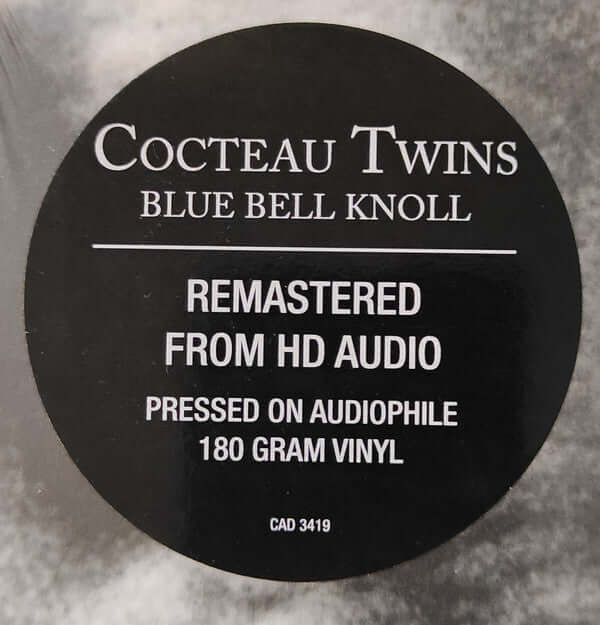 COCTEAU TWINS
BLUE BELL KNOLL
REMASTERED
FROM HD AUDIO
PRESSED ON AUDIOPHILE
180 GRAM VINYL
CAD 3419